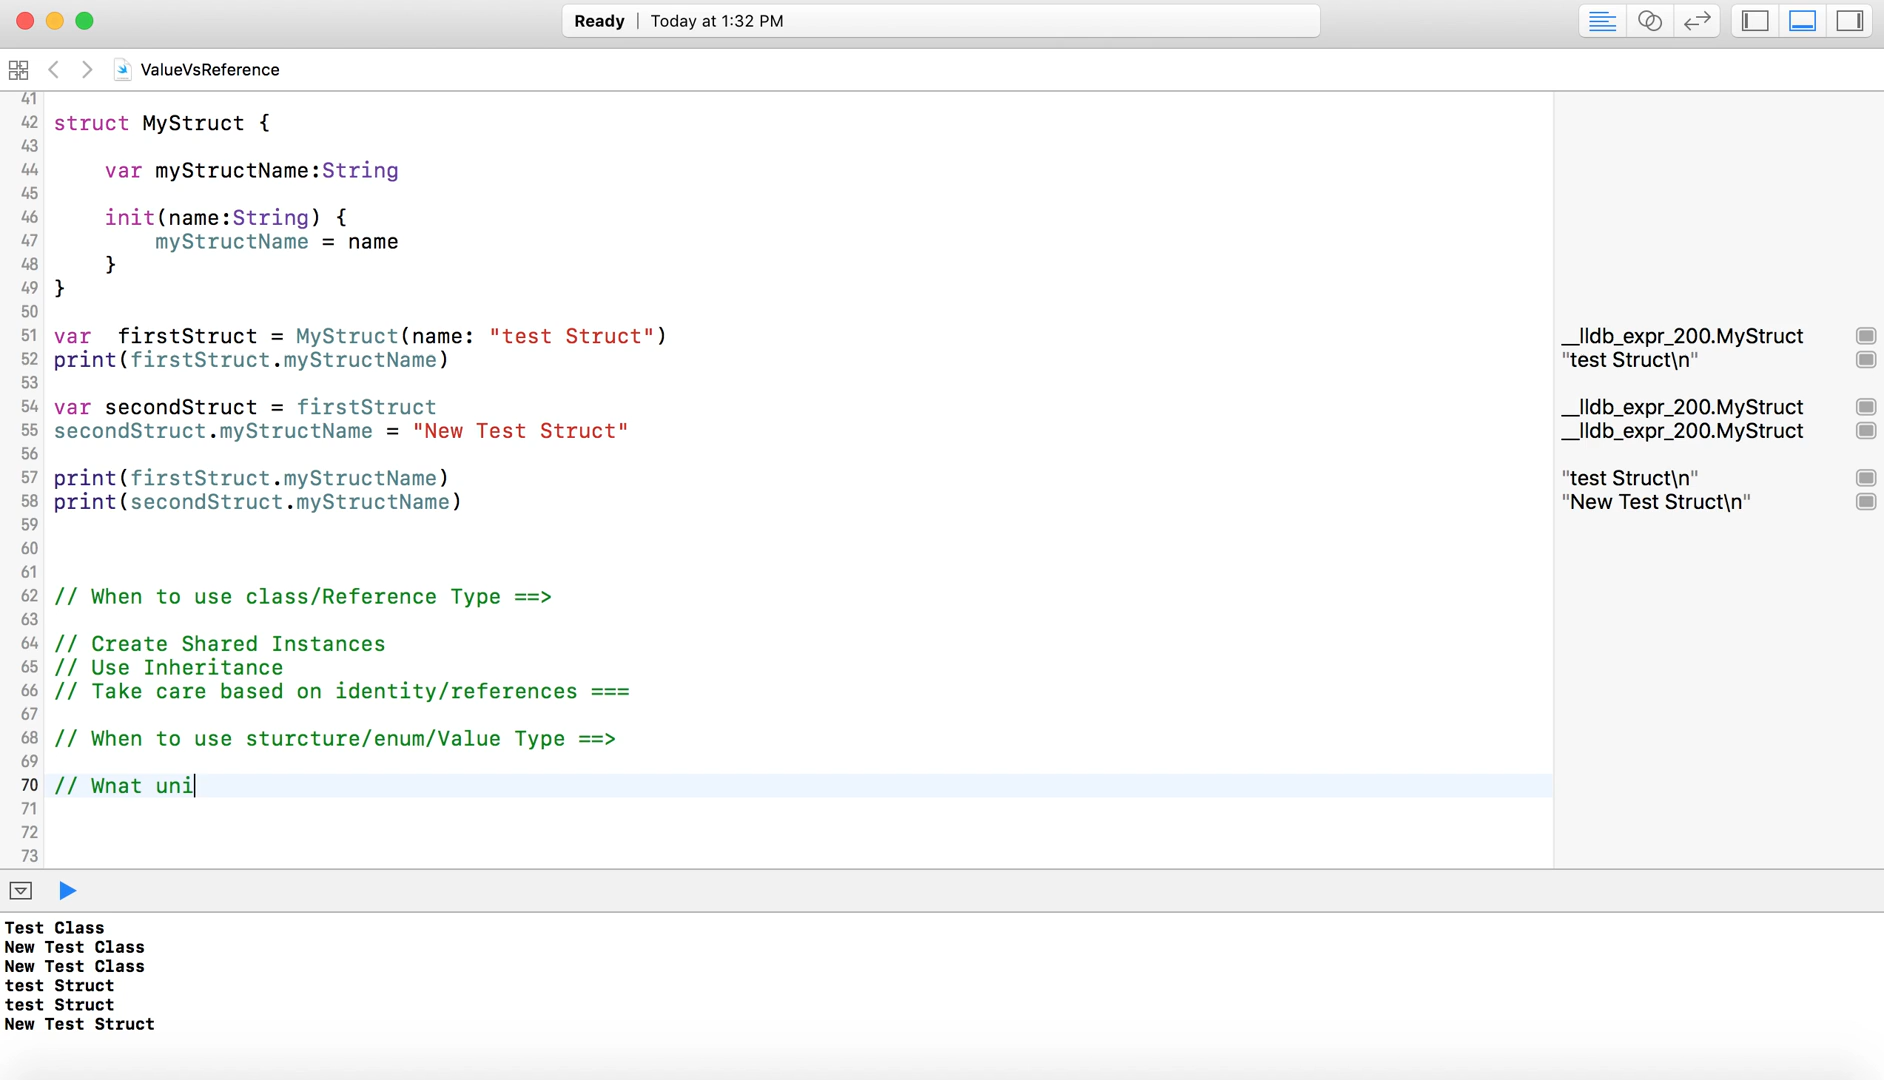 Ready | Today at 1:32 PM
ValueVsReference
41
42 struct MyStruct {
43
44 var myStructName:String
45
46 init(name:String) {
47 myStructName = name
48 }
49 }
50
51 var  firstStruct = MyStruct(name: "test Struct") __lldb_expr_200.MyStruct
52 print(firstStruct.myStructName) "test Struct\n"
53
54 var secondStruct = firstStruct __lldb_expr_200.MyStruct
55 secondStruct.myStructName = "New Test Struct" __lldb_expr_200.MyStruct
56
57 print(firstStruct.myStructName) "test Struct\n"
58 print(secondStruct.myStructName) "New Test Struct\n"
59
60
61
62 // When to use class/Reference Type ==>
63
64 // Create Shared Instances
65 // Use Inheritance
66 // Take care based on identity/references ===
67
68 // When to use sturcture/enum/Value Type ==>
69
70 // Wnat uni
71
72
73
Test Class
New Test Class
New Test Class
test Struct
test Struct
New Test Struct